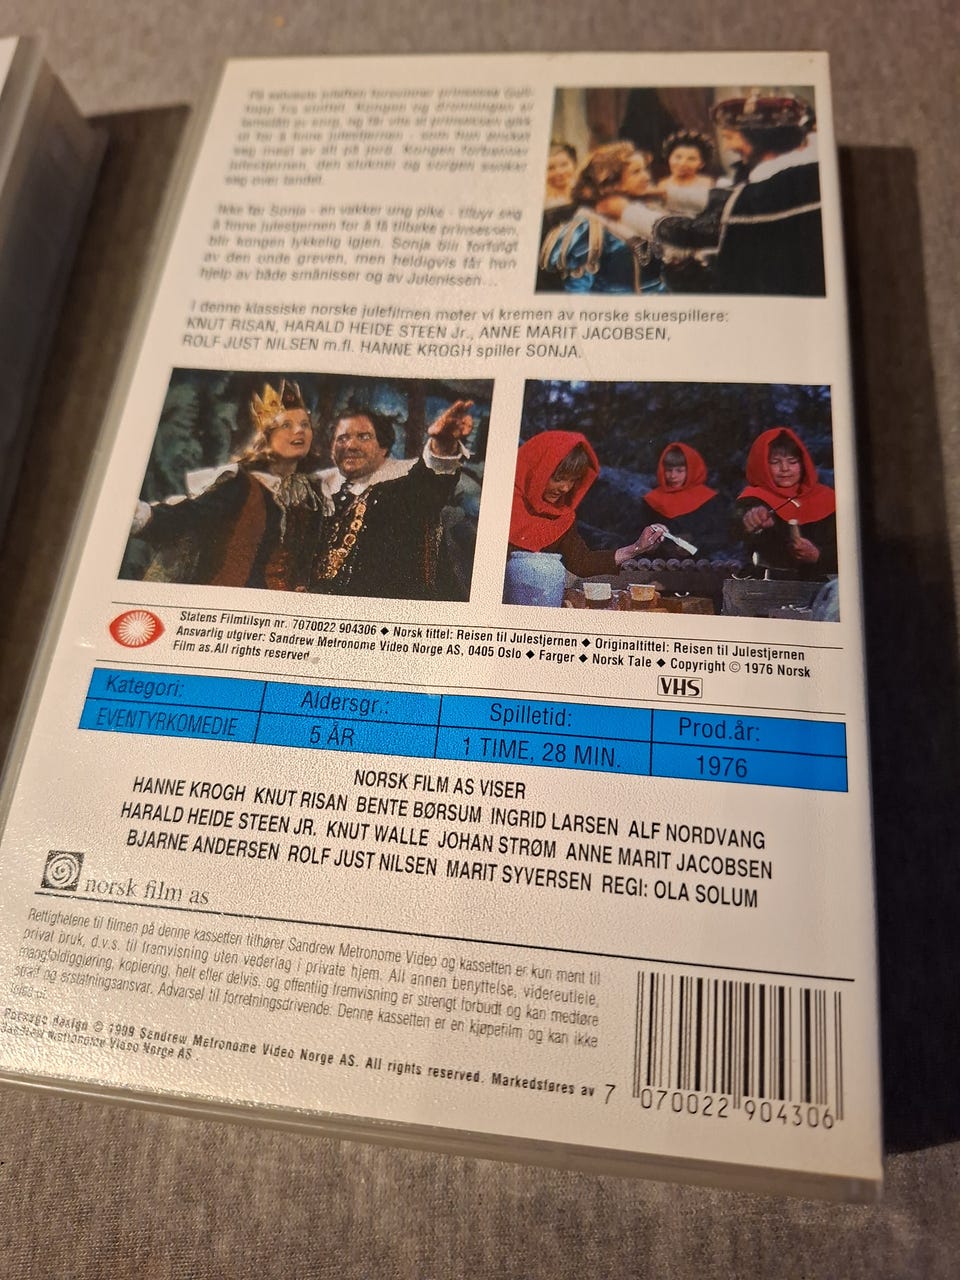 På selveste julaften forsvinner prinsesse Gull-
topp fra slottet. Kongen og dronningen er
av sorg, og får vite at prinsessen gikk
ut for å finne julestjernen - som hun ønsket
seg mest av alt på jord. Kongen forbanner
julestjernen, den slukner og sorgen senker
seg over landet.
Ikke før Sonja - en vakker ung pike - tilbyr seg
å finne julestjernen for å få tilbake prinsessen,
blir kongen lykkelig igjen. Sonja blir forfulgt
av den onde greven, men heldigvis får hun
hjelp av både smånisser og av Julenissen...
I denne klassiske norske julefilmen møter vi kremen av norske skuespillere:
KNUT RISAN, HARALD HEIDE STEEN Jr., ANNE MARIT JACOBSEN,
ROLF JUST NILSEN m.fl. HANNE KROGH spiller SONJA.
Statens Filmtilsyn nr. 7070022 904306 ◆ Norsk tittel: Reisen til Julestjernen ◆ Originaltittel: Reisen til Julestjernen
Ansvarlig utgiver: Sandrew Metronome Video Norge AS, 0405 Oslo ◆ Farger ◆ Norsk Tale ◆ Copyright © 1976 Norsk
Film as. All rights reserved
VHS
Kategori: Aldersgr.: Spilletid: Prod.år:
EVENTYRKOMEDIE 5 ÅR 1 TIME, 28 MIN. 1976
NORSK FILM AS VISER
HANNE KROGH KNUT RISAN BENTE BØRSUM INGRID LARSEN ALF NORDVANG
HARALD HEIDE STEEN JR. KNUT WALLE JOHAN STRØM ANNE MARIT JACOBSEN
BJARNE ANDERSEN ROLF JUST NILSEN MARIT SYVERSEN REGI: OLA SOLUM
norsk film as
Rettighetene til filmen på denne kassetten tilhører Sandrew Metronome Video og kassetten er kun ment til
privat bruk, d.v.s. til fremvisning uten vederlag i private hjem. All annen benyttelse, videreutleie,
mangfoldiggjøring, kopiering, helt eller delvis, og offentlig fremvisning er strengt forbudt og kan medføre
straff og erstatningsansvar. Advarsel til forretningsdrivende: Denne kassetten er en kjøpefilm og kan ikke
leies ut.
design © 1999 Sandrew Metronome Video Norge AS. All rights reserved. Markedsføres av
Sandrew Metronome Video Norge AS
7 070022 904306